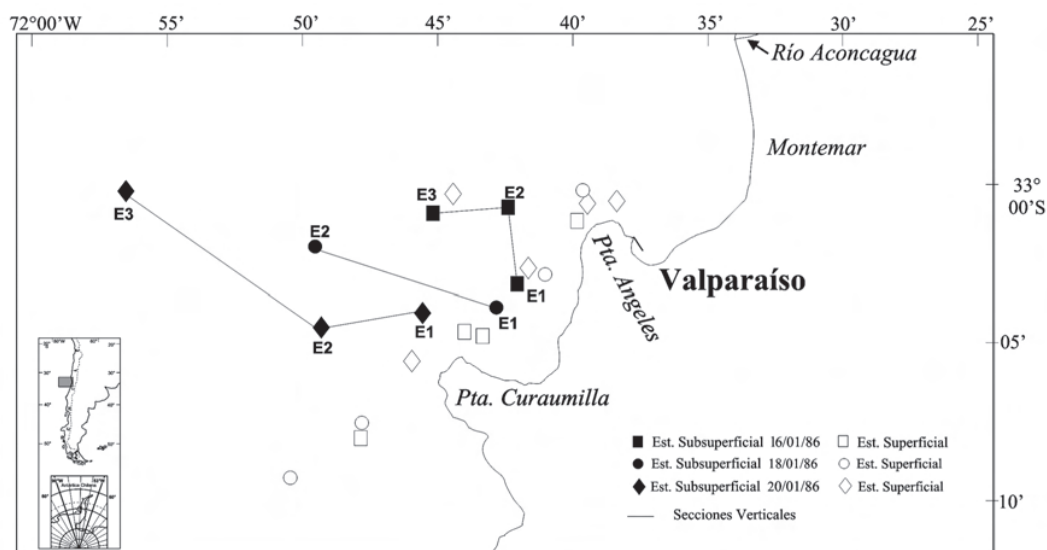 72°00'W 55' 45' 40' 35' 30' 25'
Río Aconcagua
Montemar
33°
00'S
E3 E2
E3
E2
Pta. Angeles
Valparaíso
E1
E1
E1
E2
05'
Pta. Curaumilla
Est. Subsuperficial 16/01/86 Est. Superficial
Est. Subsuperficial 18/01/86 Est. Superficial
Est. Subsuperficial 20/01/86 Est. Superficial
Secciones Verticales
10'